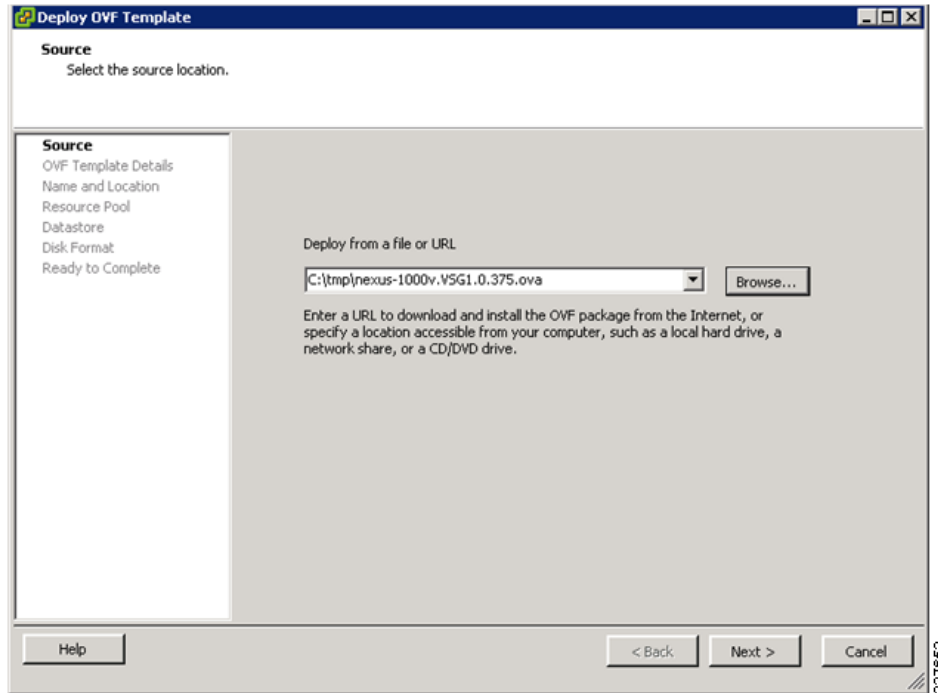 Deploy OVF Template
Source
Select the source location.
Source
OVF Template Details
Name and Location
Resource Pool
Datastore
Disk Format
Ready to Complete
Deploy from a file or URL
C:\tmp\nexus-1000v.VSG1.0.375.ova
Browse...
Enter a URL to download and install the OVF package from the Internet, or
specify a location accessible from your computer, such as a local hard drive, a
network share, or a CD/DVD drive.
Help
< Back
Next >
Cancel